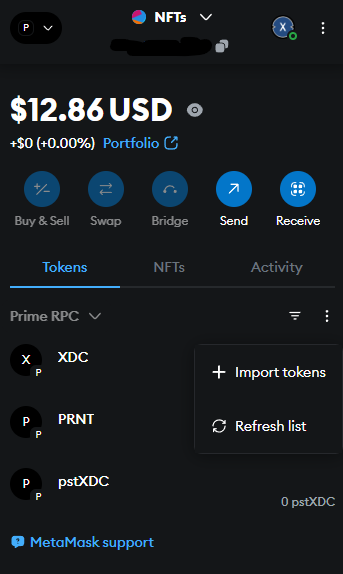 P
NFTs
X
$12.86 USD
+$0 (+0.00%) Portfolio
Buy & Sell Swap Bridge Send Receive
Tokens NFTs Activity
Prime RPC
X P XDC
Import tokens
P P PRNT
Refresh list
P P pstXDC
0 pstXDC
MetaMask support